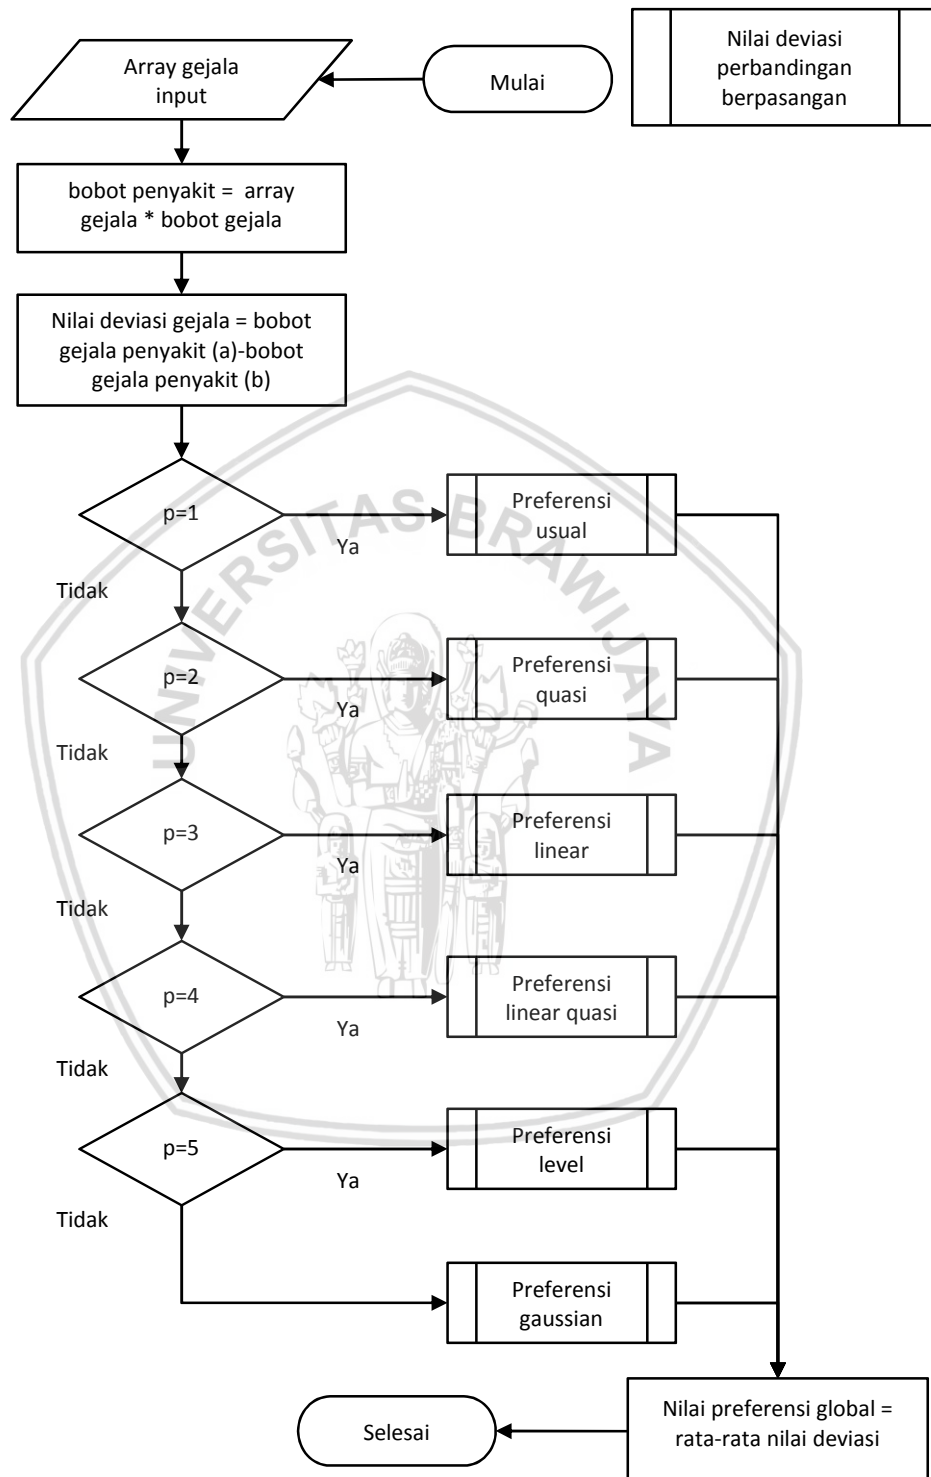 Array gejala
input
Mulai
Nilai deviasi
perbandingan
berpasangan
bobot penyakit = array
gejala * bobot gejala
Nilai deviasi gejala = bobot
gejala penyakit (a)-bobot
gejala penyakit (b)
p=1
Ya
Preferensi
usual
Tidak
p=2
Ya
Preferensi
quasi
Tidak
p=3
Ya
Preferensi
linear
Tidak
p=4
Ya
Preferensi
linear quasi
Tidak
p=5
Ya
Preferensi
level
Tidak
Preferensi
gaussian
Nilai preferensi global =
rata-rata nilai deviasi
Selesai
UNIVERSITAS BRAWIJAYA